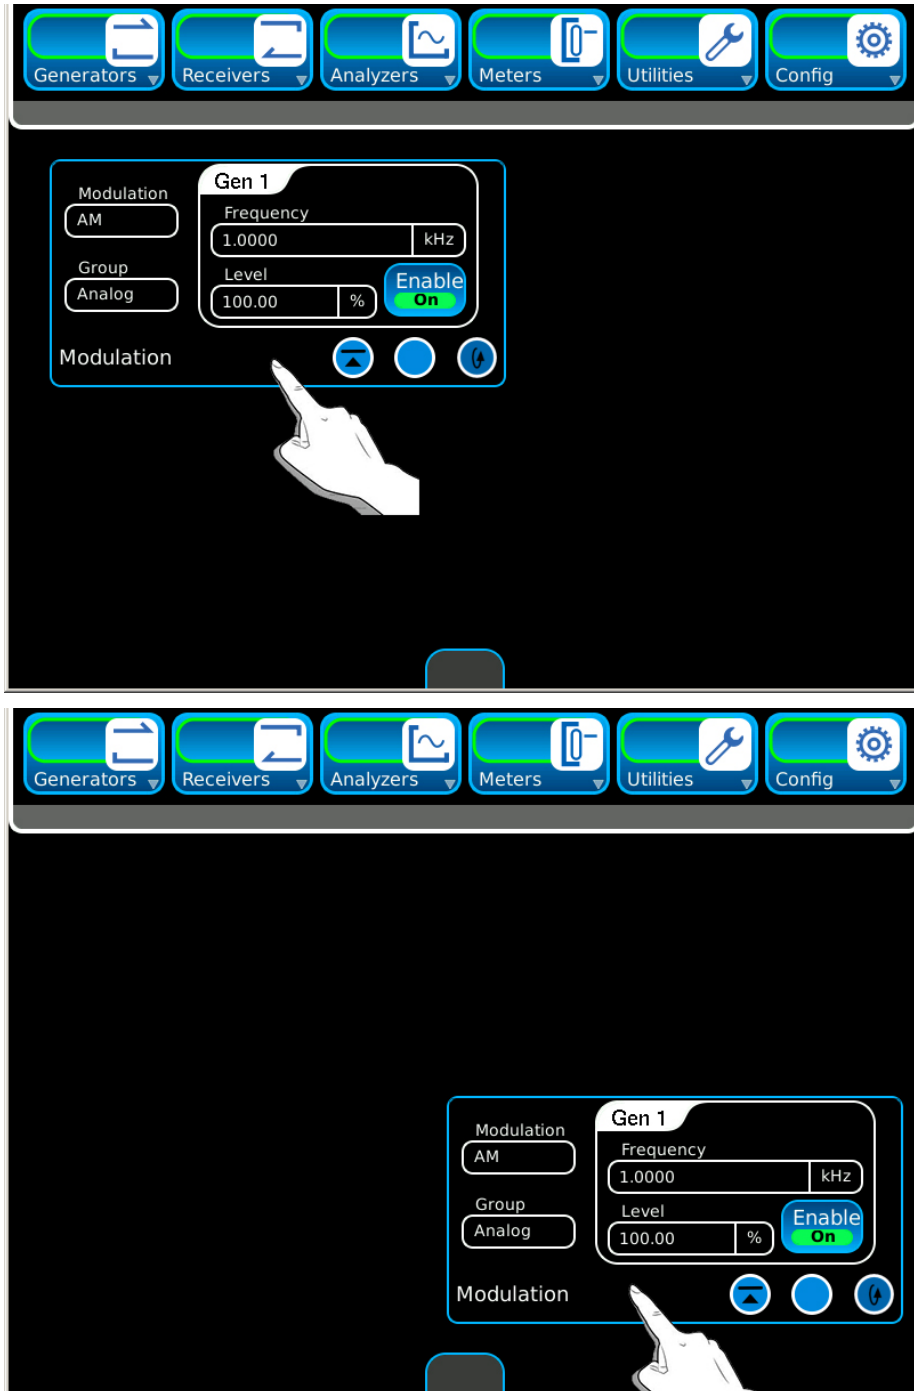 Generators Receivers Analyzers Meters Utilities Config
Gen 1
Modulation
AM
Frequency
1.0000 kHz
Group
Analog
Level
100.00 %
Enable
On
Modulation
Generators Receivers Analyzers Meters Utilities Config
Gen 1
Modulation
AM
Frequency
1.0000 kHz
Group
Analog
Level
100.00 %
Enable
On
Modulation